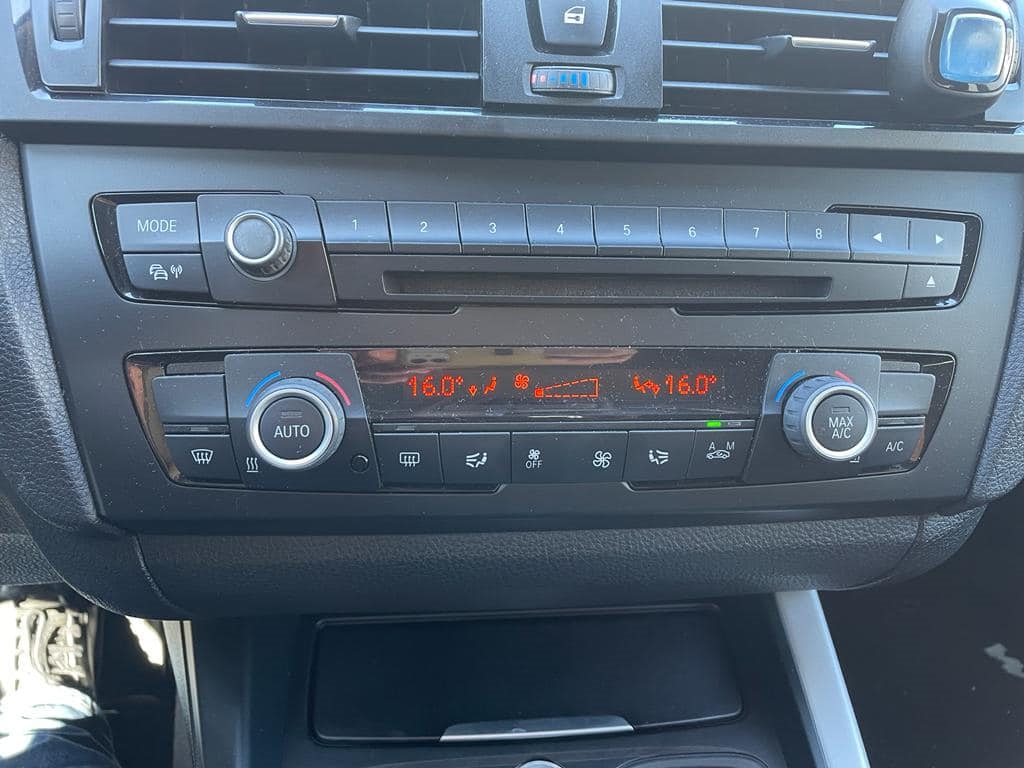 MODE 1 2 3 4 5 6 7 8
16.0° 16.0°
AUTO MAX A/C
OFF A M A/C